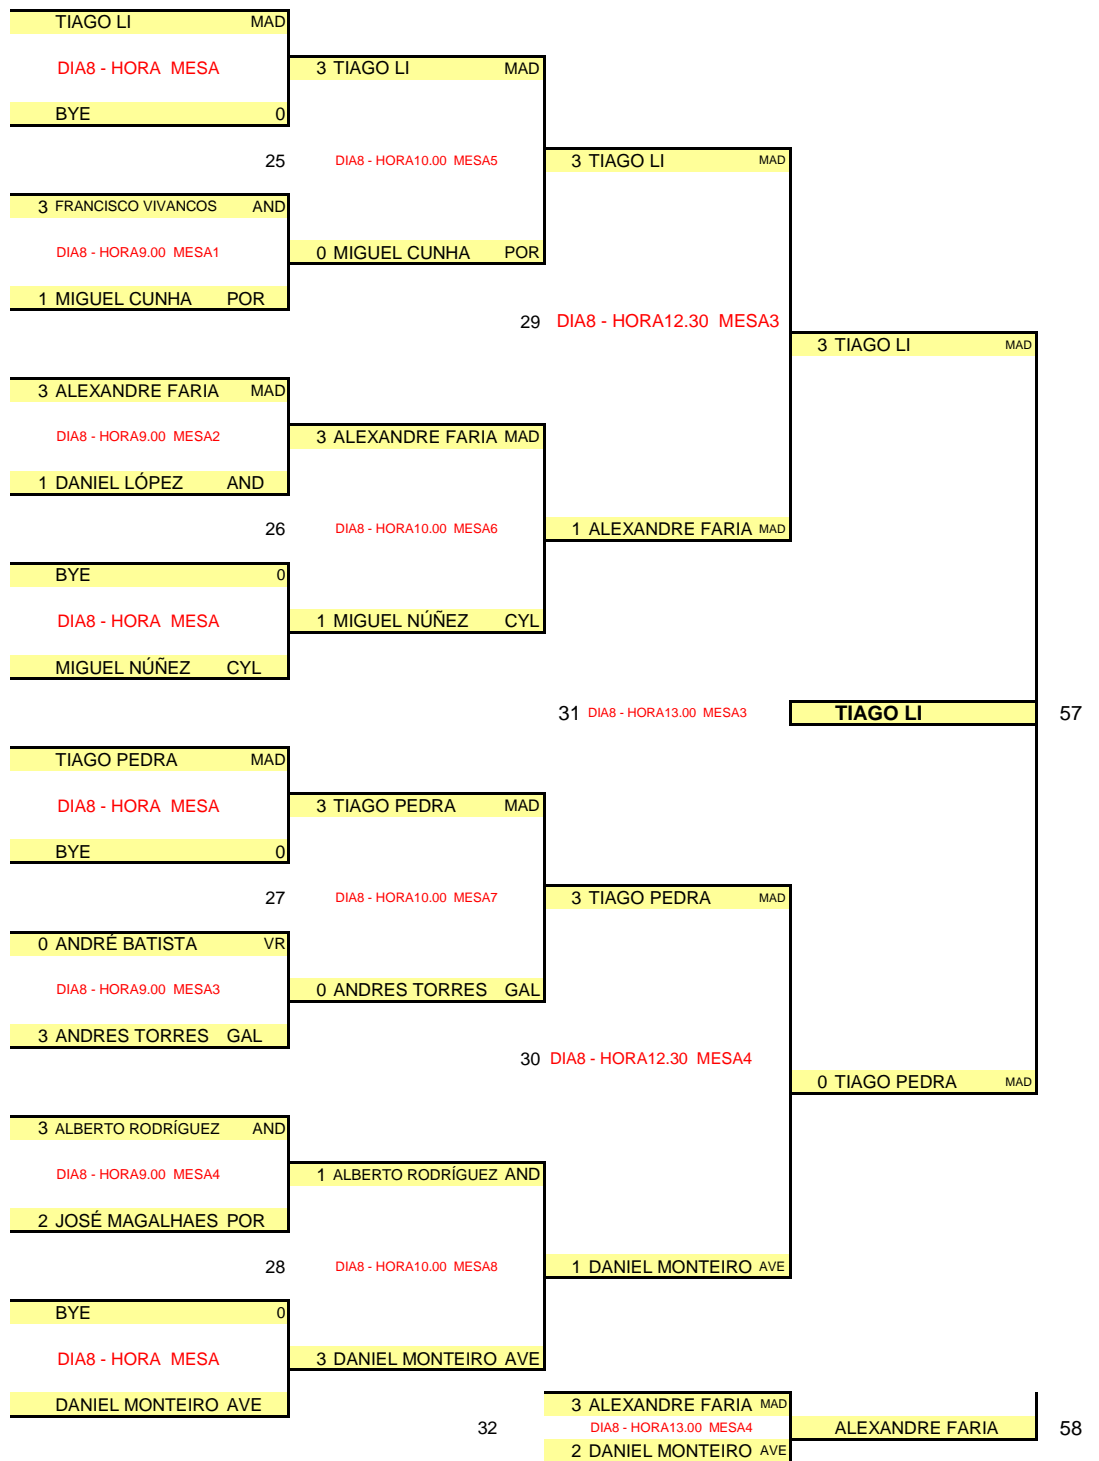 TIAGO LI MAD
DIA8 - HORA MESA
3 TIAGO LI MAD
BYE 0
25 DIA8 - HORA10.00 MESA5
3 TIAGO LI MAD
3 FRANCISCO VIVANCOS AND
DIA8 - HORA9.00 MESA1
0 MIGUEL CUNHA POR
1 MIGUEL CUNHA POR
29 DIA8 - HORA12.30 MESA3
3 TIAGO LI MAD
3 ALEXANDRE FARIA MAD
DIA8 - HORA9.00 MESA2
3 ALEXANDRE FARIA MAD
1 DANIEL LÓPEZ AND
26 DIA8 - HORA10.00 MESA6
1 ALEXANDRE FARIA MAD
BYE 0
DIA8 - HORA MESA
1 MIGUEL NÚÑEZ CYL
MIGUEL NÚÑEZ CYL
31 DIA8 - HORA13.00 MESA3
TIAGO LI 57
TIAGO PEDRA MAD
DIA8 - HORA MESA
3 TIAGO PEDRA MAD
BYE 0
27 DIA8 - HORA10.00 MESA7
3 TIAGO PEDRA MAD
0 ANDRÉ BATISTA VR
DIA8 - HORA9.00 MESA3
0 ANDRES TORRES GAL
3 ANDRES TORRES GAL
30 DIA8 - HORA12.30 MESA4
0 TIAGO PEDRA MAD
3 ALBERTO RODRÍGUEZ AND
DIA8 - HORA9.00 MESA4
1 ALBERTO RODRÍGUEZ AND
2 JOSÉ MAGALHAES POR
28 DIA8 - HORA10.00 MESA8
1 DANIEL MONTEIRO AVE
BYE 0
DIA8 - HORA MESA
3 DANIEL MONTEIRO AVE
DANIEL MONTEIRO AVE
3 ALEXANDRE FARIA MAD
32 DIA8 - HORA13.00 MESA4
ALEXANDRE FARIA 58
2 DANIEL MONTEIRO AVE